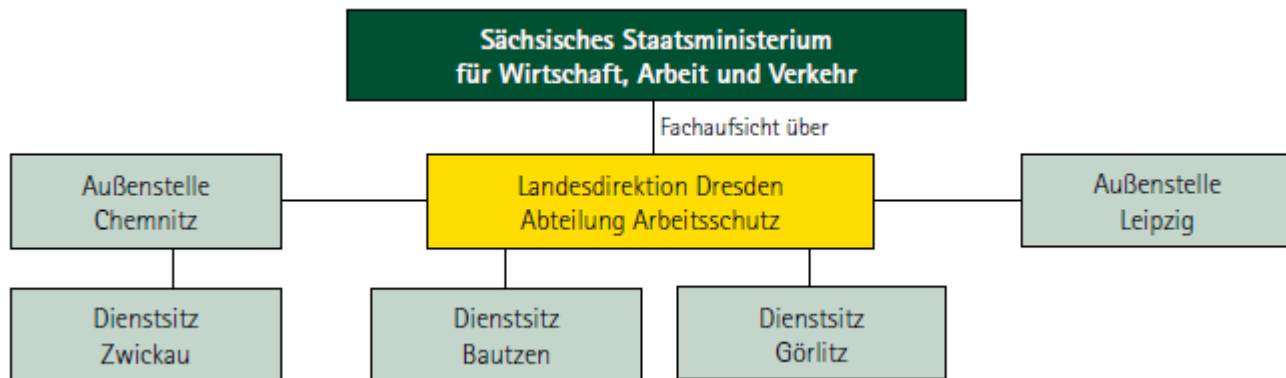 Sächsisches Staatsministerium
für Wirtschaft, Arbeit und Verkehr
Fachaufsicht über
Außenstelle
Chemnitz
Landesdirektion Dresden
Abteilung Arbeitsschutz
Außenstelle
Leipzig
Dienstsitz
Zwickau
Dienstsitz
Bautzen
Dienstsitz
Görlitz